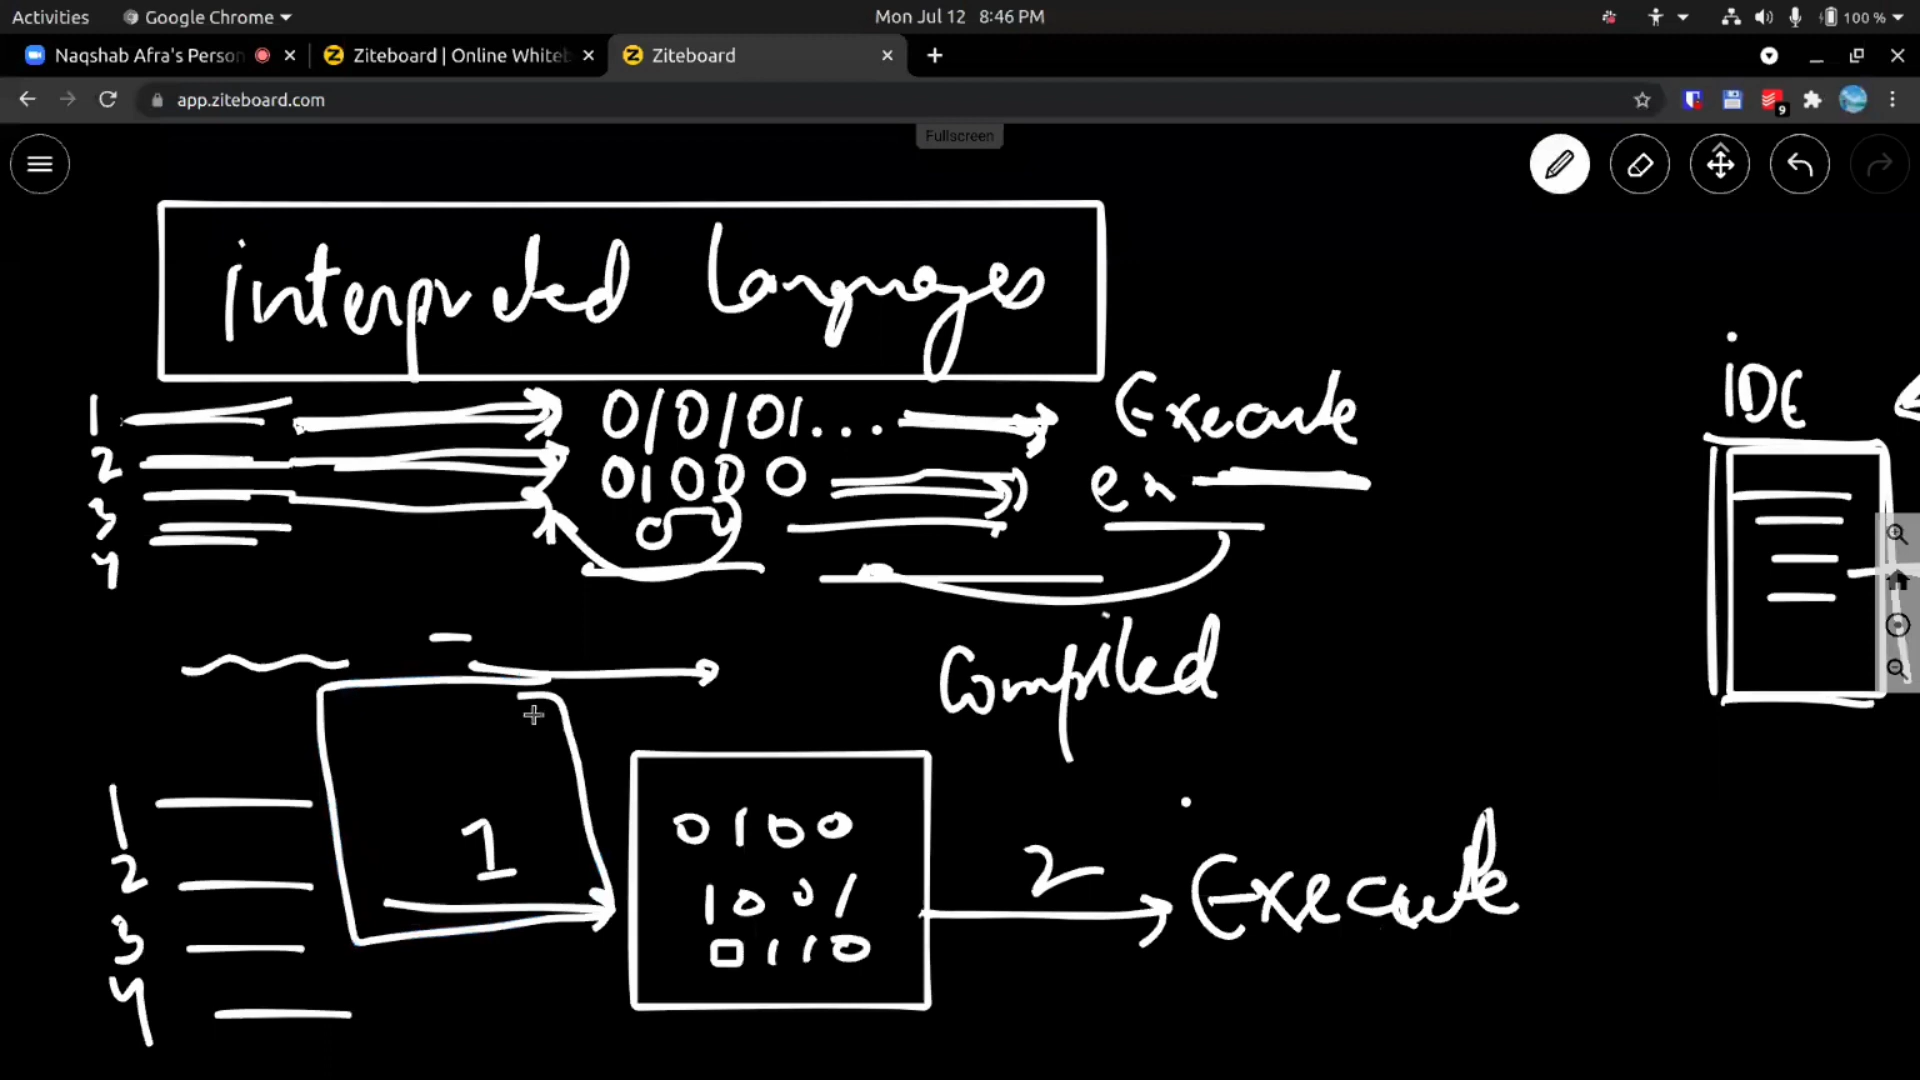 Activities Google Chrome Mon Jul 12 8:46 PM 100 %
Naqshab Afra's Person Ziteboard | Online Whiteb Ziteboard
app.ziteboard.com 9
Fullscreen
interpreted languages
IDE
1 010101... Execute
2 01000 ex
3
4
Compiled
1 1 0100 2 Execute
2 1001
3 0110
4